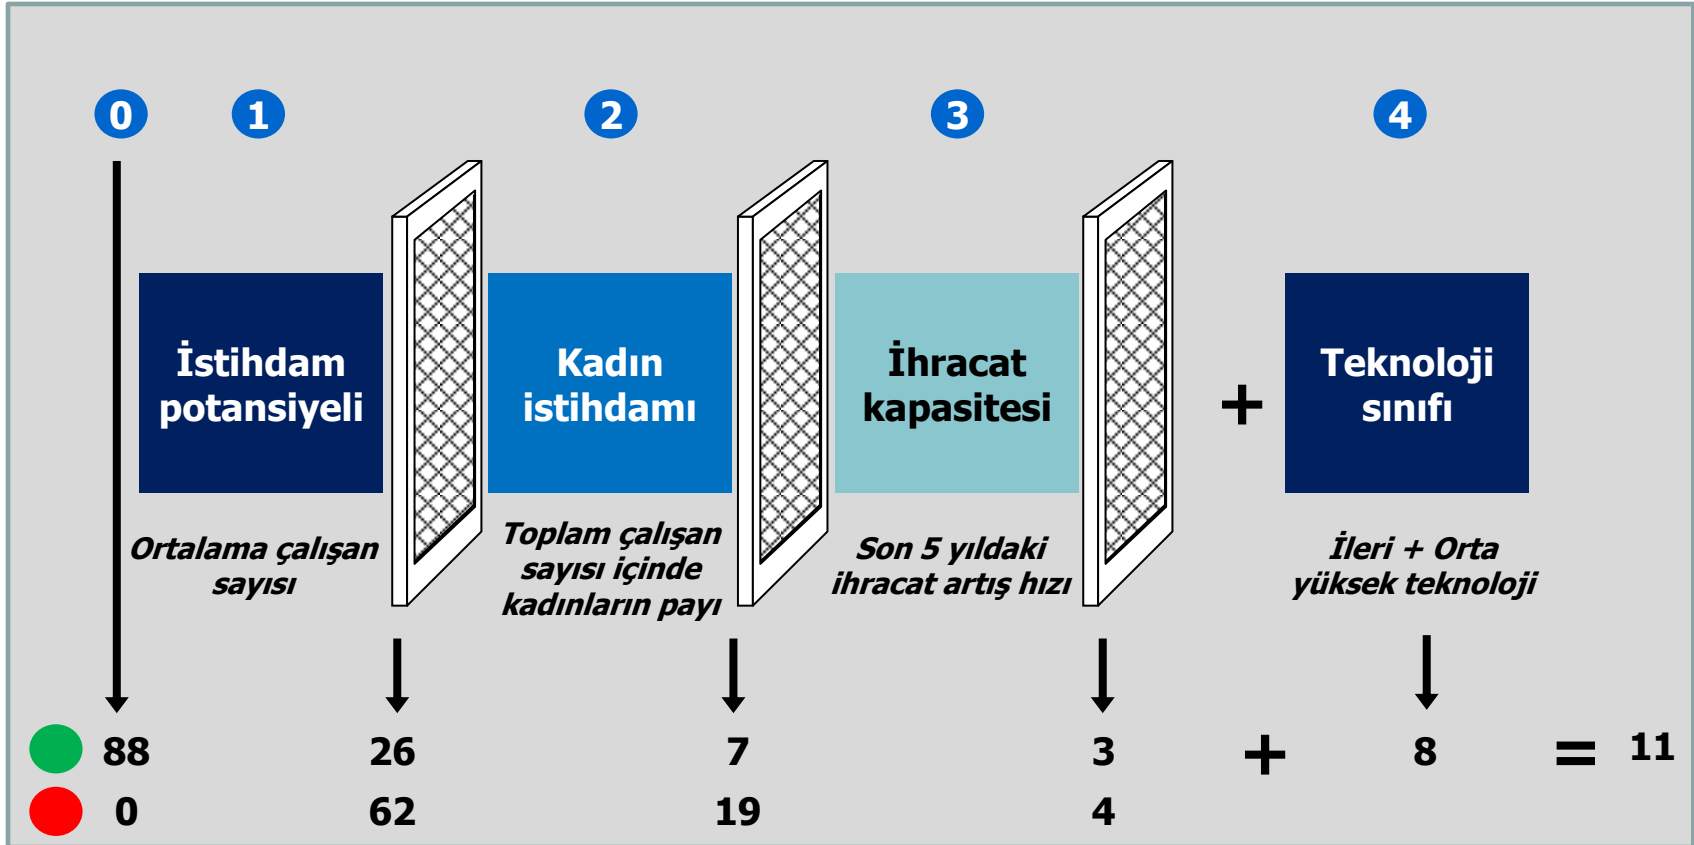 0 1 2 3 4
İstihdam
potansiyeli
Kadın
istihdamı
İhracat
kapasitesi
+
Teknoloji
sınıfı
Ortalama çalışan
sayısı
Toplam çalışan
sayısı içinde
kadınların payı
Son 5 yıldaki
ihracat artış hızı
İleri + Orta
yüksek teknoloji
88 26 7 3 + 8 = 11
0 62 19 4